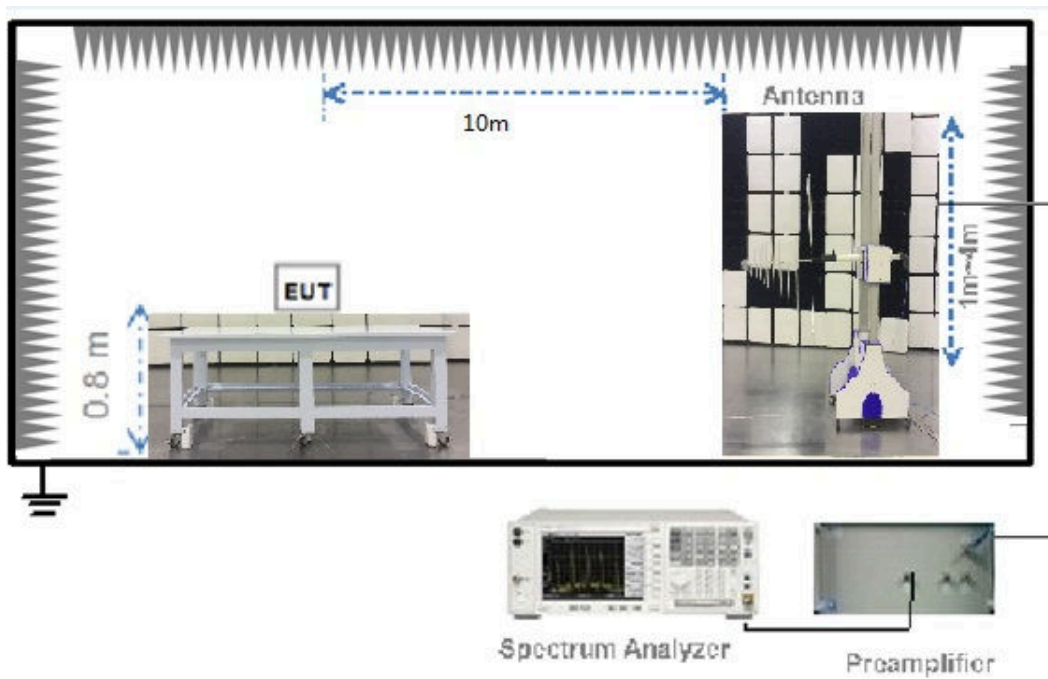 Antenna
10m
1m~4m
EUT
0.8 m
Spectrum Analyzer
Preamplifier